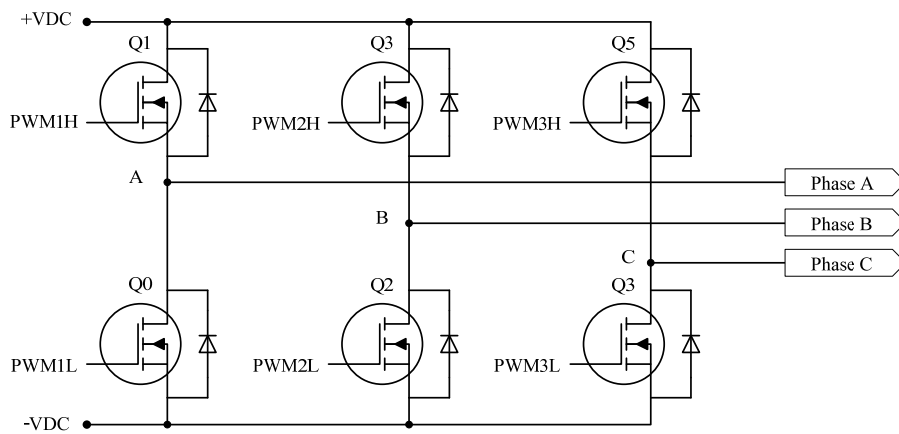 +VDC
Q1
Q3
Q5
PWM1H
PWM2H
PWM3H
A
Phase A
B
Phase B
C
Phase C
Q0
Q2
Q3
PWM1L
PWM2L
PWM3L
-VDC